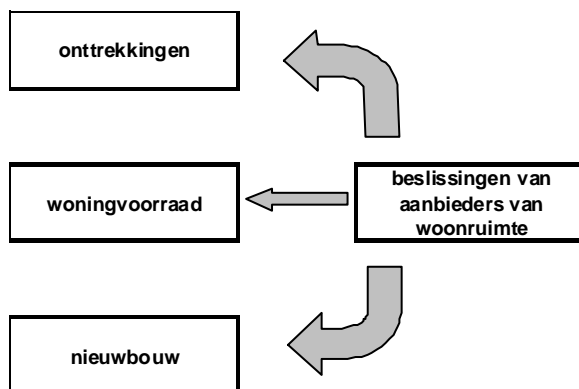 onttrekkingen
woningvoorraad
beslissingen van
aanbieders van
woonruimte
nieuwbouw